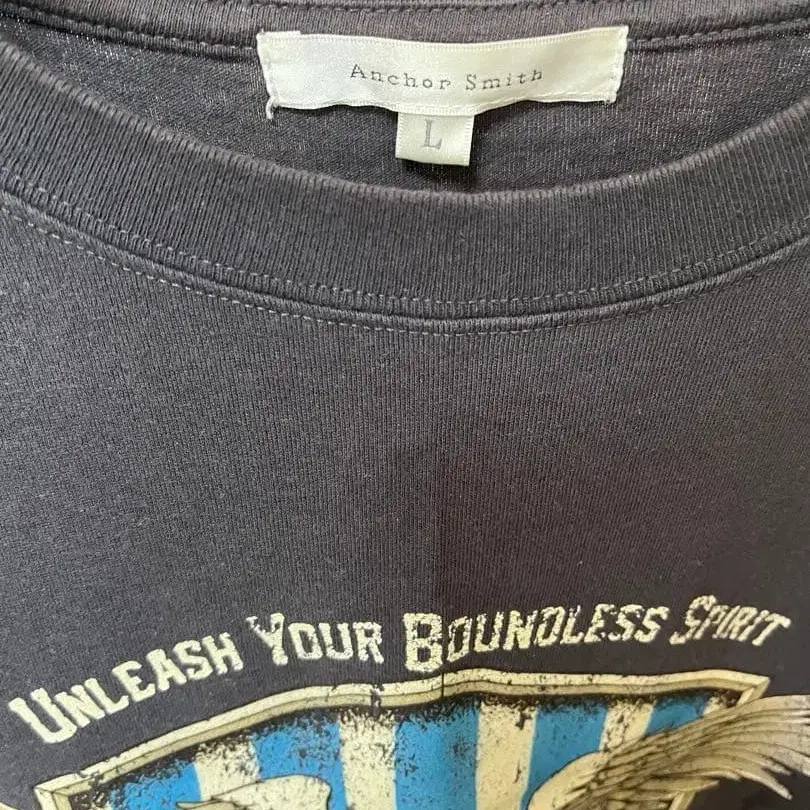 Anchor Smith
L
UNLEASH YOUR BOUNDLESS SPIRIT